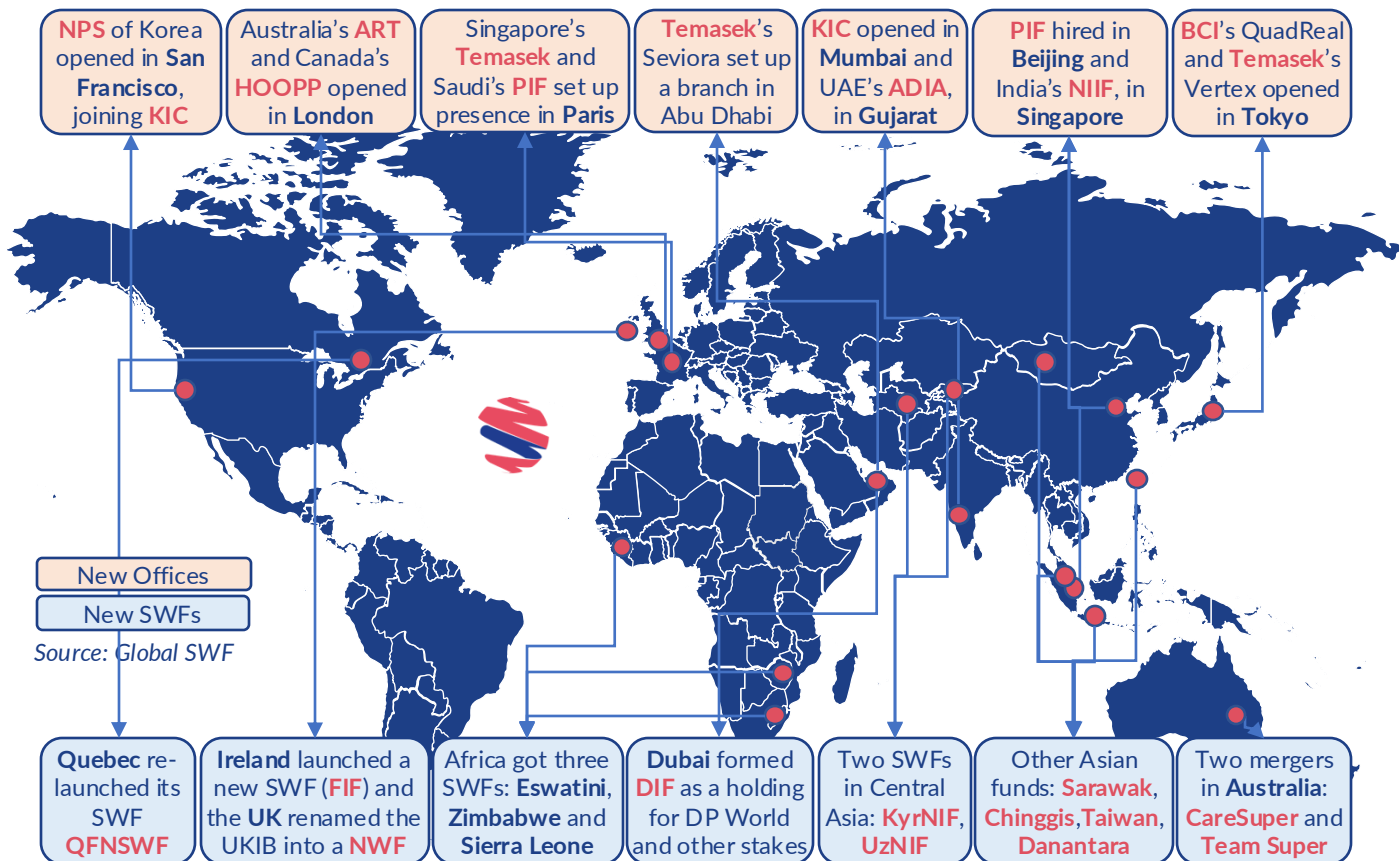 NPS of Korea
opened in San
Francisco,
joining KIC
Australia's ART
and Canada's
HOOPP opened
in London
Singapore's
Temasek and
Saudi's PIF set up
presence in Paris
Temasek's
Seviora set up
a branch in
Abu Dhabi
KIC opened in
Mumbai and
UAE's ADIA,
in Gujarat
PIF hired in
Beijing and
India's NIIF, in
Singapore
BCI's QuadReal
and Temasek's
Vertex opened
in Tokyo
New Offices
New SWFs
Source: Global SWF
Quebec re-
launched its
SWF
QFNSWF
Ireland launched a
new SWF (FIF) and
the UK renamed the
UKIB into a NWF
Africa got three
SWFs: Eswatini,
Zimbabwe and
Sierra Leone
Dubai formed
DIF as a holding
for DP World
and other stakes
Two SWFs
in Central
Asia: KyrNIF,
UzNIF
Other Asian
funds: Sarawak,
Chinggis,Taiwan,
Danantara
Two mergers
in Australia:
CareSuper and
Team Super